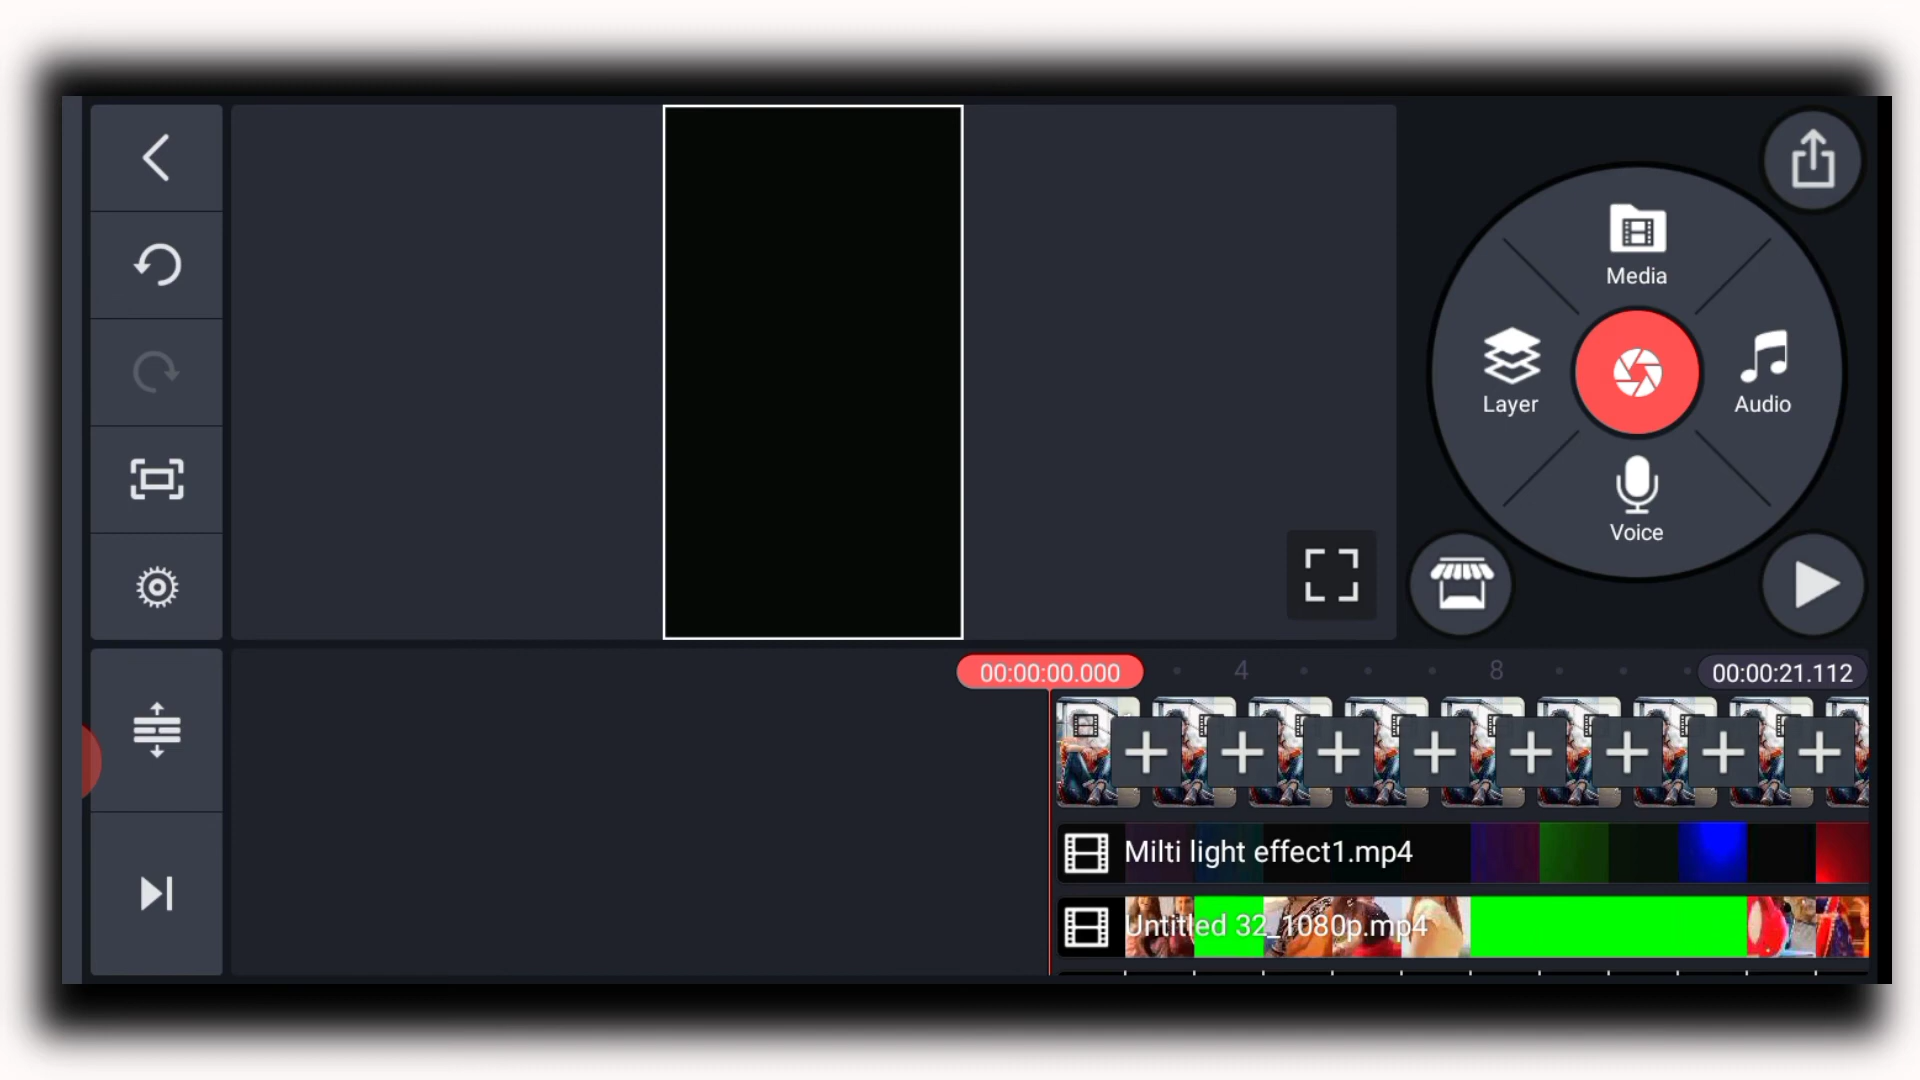 Media
Layer
Audio
Voice
00:00:00.000
4
8
00:00:21.112
Milti light effect1.mp4
Untitled 32_1080p.mp4